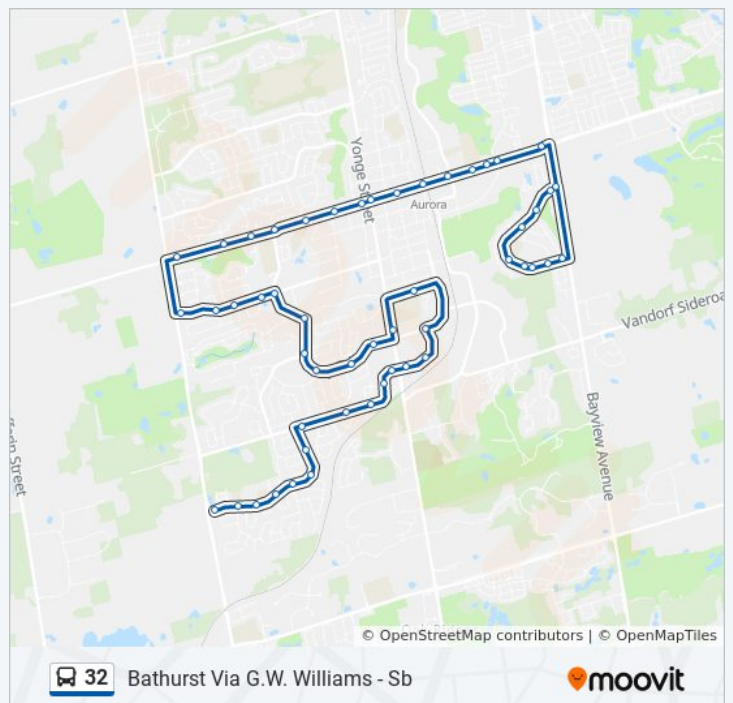 Yonge Street
Aurora
Vandorf Sideroa
Bayview Avenue
Street
© OpenStreetMap contributors | © OpenMapTiles
32 Bathurst Via G.W. Williams - Sb
moovit